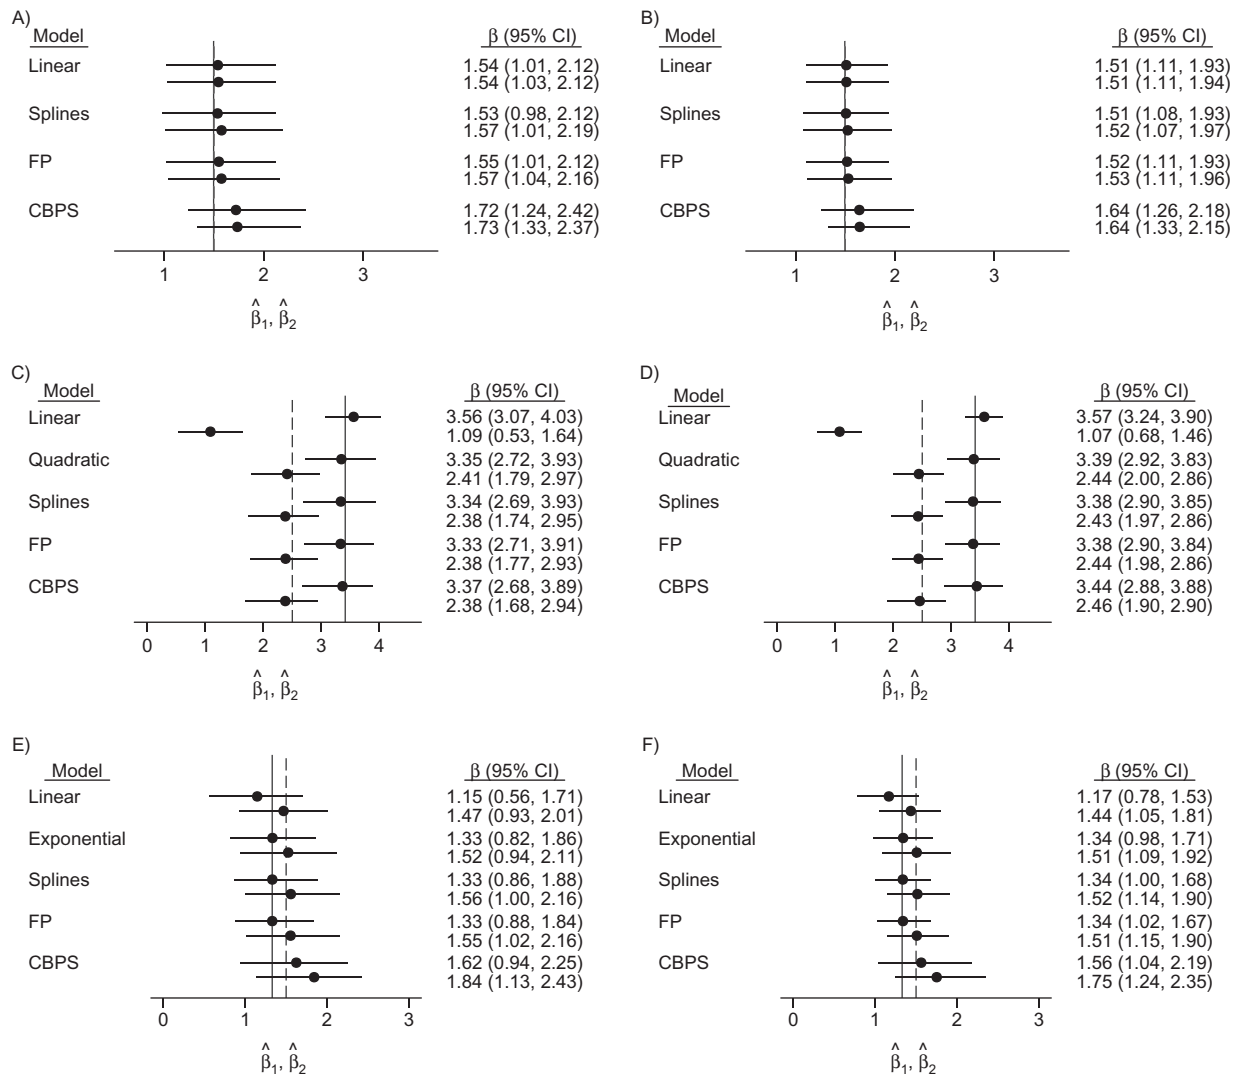 A)
Model
β (95% CI)
Linear
1.54 (1.01, 2.12)
1.54 (1.03, 2.12)
Splines
1.53 (0.98, 2.12)
1.57 (1.01, 2.19)
FP
1.55 (1.01, 2.12)
1.57 (1.04, 2.16)
CBPS
1.72 (1.24, 2.42)
1.73 (1.33, 2.37)
1 2 3
β̂₁, β̂₂
B)
Model
β (95% CI)
Linear
1.51 (1.11, 1.93)
1.51 (1.11, 1.94)
Splines
1.51 (1.08, 1.93)
1.52 (1.07, 1.97)
FP
1.52 (1.11, 1.93)
1.53 (1.11, 1.96)
CBPS
1.64 (1.26, 2.18)
1.64 (1.33, 2.15)
1 2 3
β̂₁, β̂₂
C)
Model
β (95% CI)
Linear
3.56 (3.07, 4.03)
1.09 (0.53, 1.64)
Quadratic
3.35 (2.72, 3.93)
2.41 (1.79, 2.97)
Splines
3.34 (2.69, 3.93)
2.38 (1.74, 2.95)
FP
3.33 (2.71, 3.91)
2.38 (1.77, 2.93)
CBPS
3.37 (2.68, 3.89)
2.38 (1.68, 2.94)
0 1 2 3 4
β̂₁, β̂₂
D)
Model
β (95% CI)
Linear
3.57 (3.24, 3.90)
1.07 (0.68, 1.46)
Quadratic
3.39 (2.92, 3.83)
2.44 (2.00, 2.86)
Splines
3.38 (2.90, 3.85)
2.43 (1.97, 2.86)
FP
3.38 (2.90, 3.84)
2.44 (1.98, 2.86)
CBPS
3.44 (2.88, 3.88)
2.46 (1.90, 2.90)
0 1 2 3 4
β̂₁, β̂₂
E)
Model
β (95% CI)
Linear
1.15 (0.56, 1.71)
1.47 (0.93, 2.01)
Exponential
1.33 (0.82, 1.86)
1.52 (0.94, 2.11)
Splines
1.33 (0.86, 1.88)
1.56 (1.00, 2.16)
FP
1.33 (0.88, 1.84)
1.55 (1.02, 2.16)
CBPS
1.62 (0.94, 2.25)
1.84 (1.13, 2.43)
0 1 2 3
β̂₁, β̂₂
F)
Model
β (95% CI)
Linear
1.17 (0.78, 1.53)
1.44 (1.05, 1.81)
Exponential
1.34 (0.98, 1.71)
1.51 (1.09, 1.92)
Splines
1.34 (1.00, 1.68)
1.52 (1.14, 1.90)
FP
1.34 (1.02, 1.67)
1.51 (1.15, 1.90)
CBPS
1.56 (1.04, 2.19)
1.75 (1.24, 2.35)
0 1 2 3
β̂₁, β̂₂